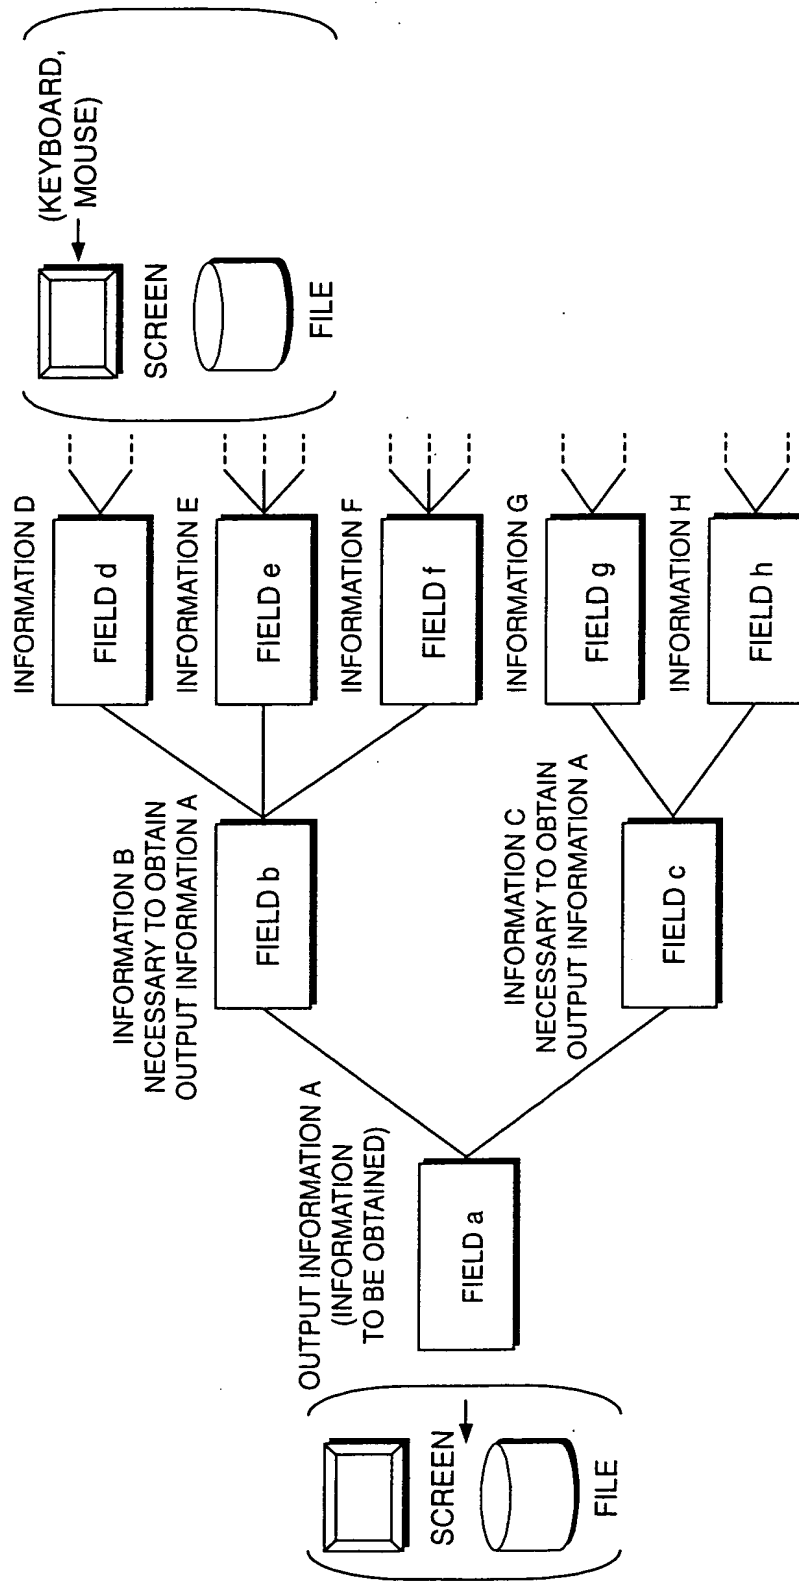 OUTPUT INFORMATION A
(INFORMATION
TO BE OBTAINED)
FIELD a
SCREEN
FILE
INFORMATION B
NECESSARY TO OBTAIN
OUTPUT INFORMATION A
FIELD b
INFORMATION C
NECESSARY TO OBTAIN
OUTPUT INFORMATION A
FIELD c
INFORMATION D
FIELD d
INFORMATION E
FIELD e
INFORMATION F
FIELD f
INFORMATION G
FIELD g
INFORMATION H
FIELD h
(KEYBOARD,
MOUSE)
SCREEN
FILE